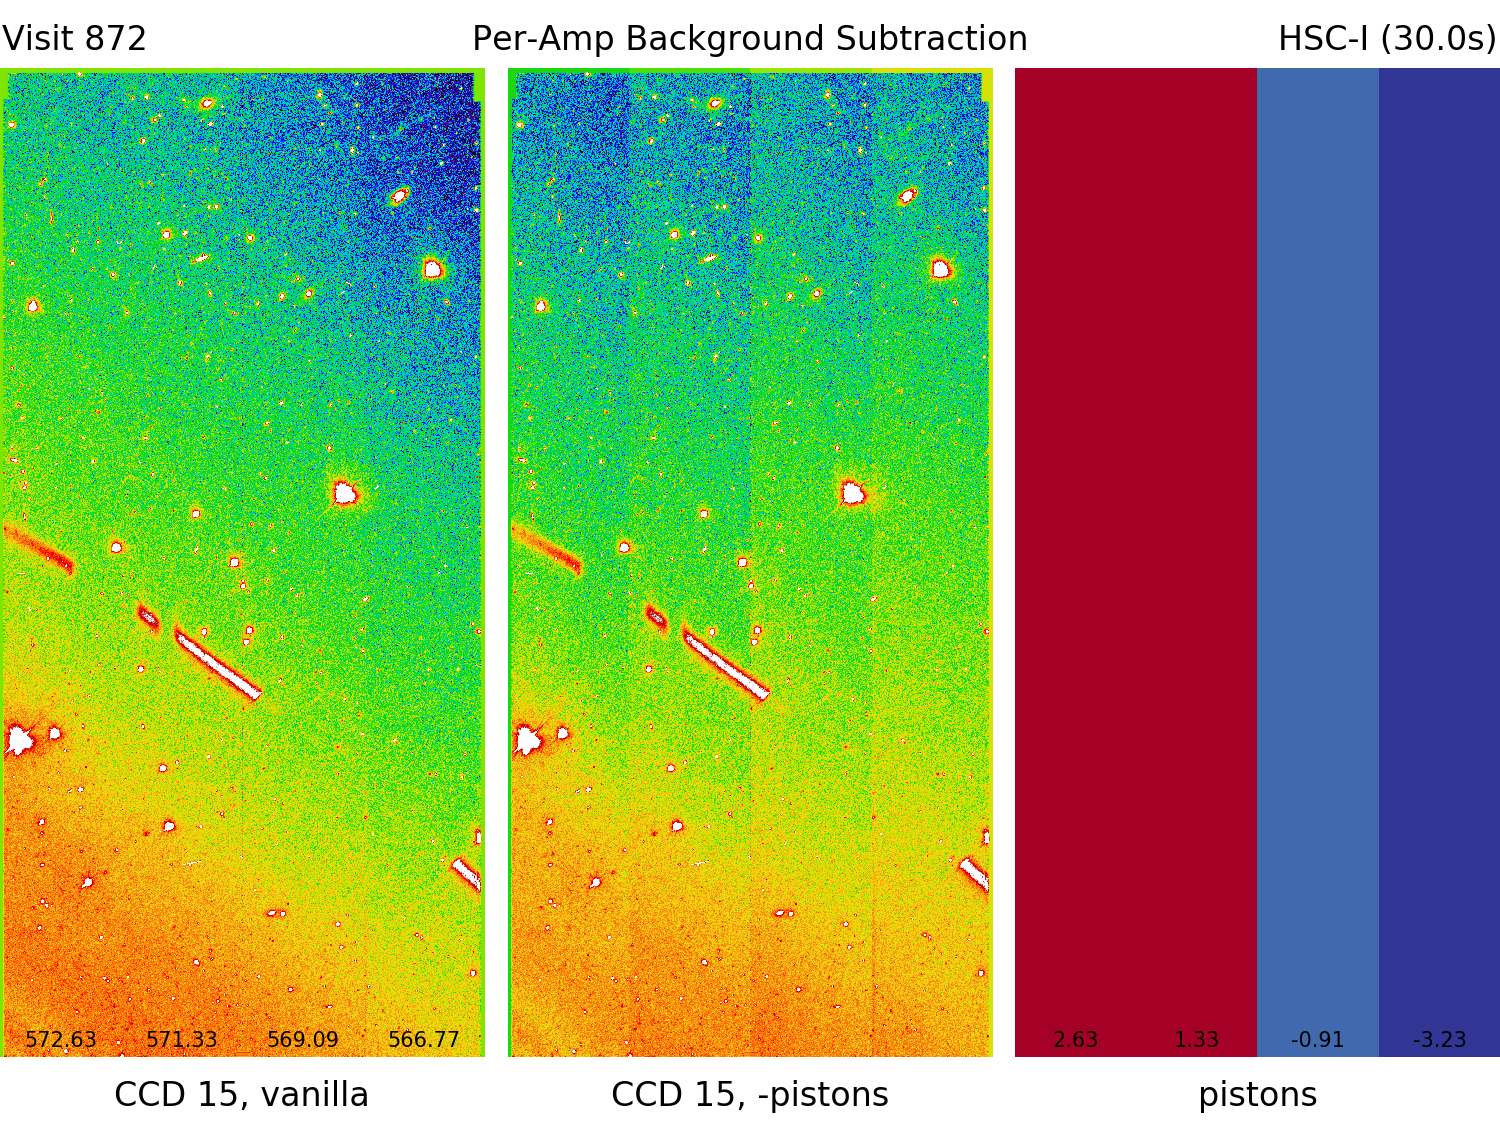 Visit 872 Per-Amp Background Subtraction HSC-I (30.0s)
572.63 571.33 569.09 566.77 2.63 1.33 -0.91 -3.23
CCD 15, vanilla CCD 15, -pistons pistons